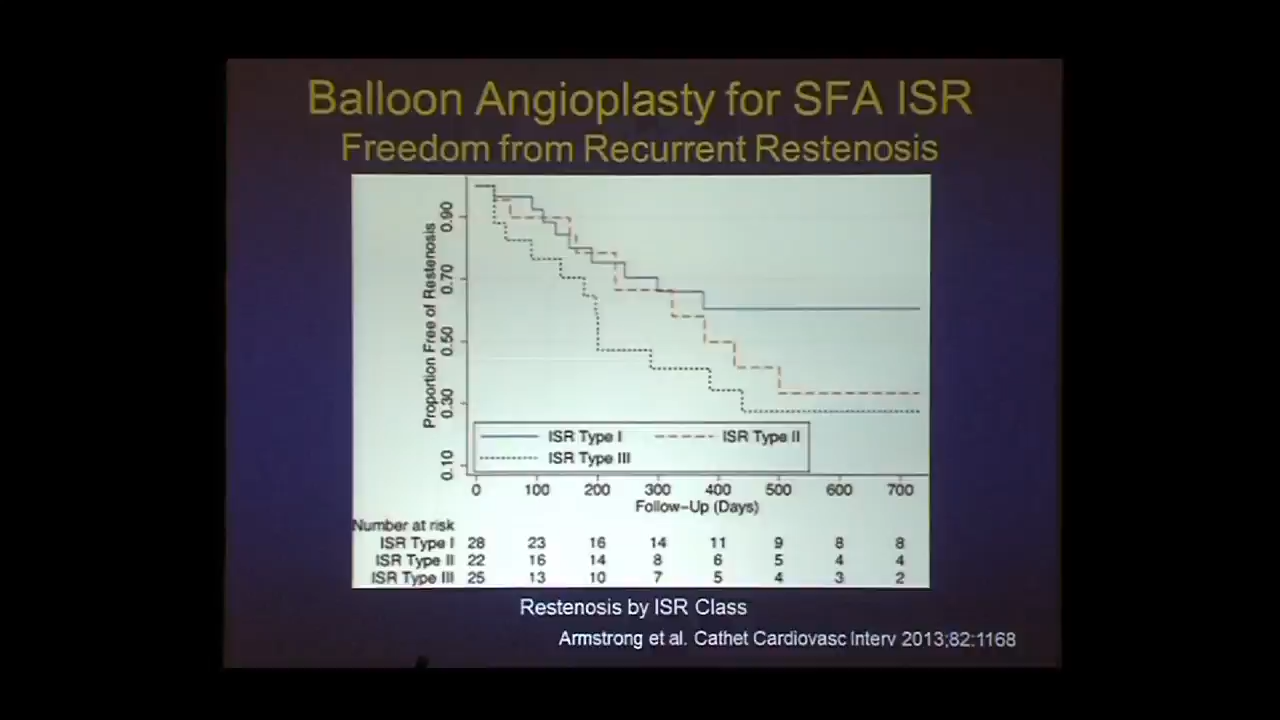 Balloon Angioplasty for SFA ISR
Freedom from Recurrent Restenosis
Proportion Free of Restenosis
0.90
0.70
0.50
0.30
0.10
ISR Type I
ISR Type II
ISR Type III
0 100 200 300 400 500 600 700
Follow-Up (Days)
Number at risk
ISR Type I 28 23 16 14 11 9 8 8
ISR Type II 22 16 14 8 6 5 4 4
ISR Type III 25 13 10 7 5 4 3 2
Restenosis by ISR Class
Armstrong et al. Cathet Cardiovasc Interv 2013;82:1168